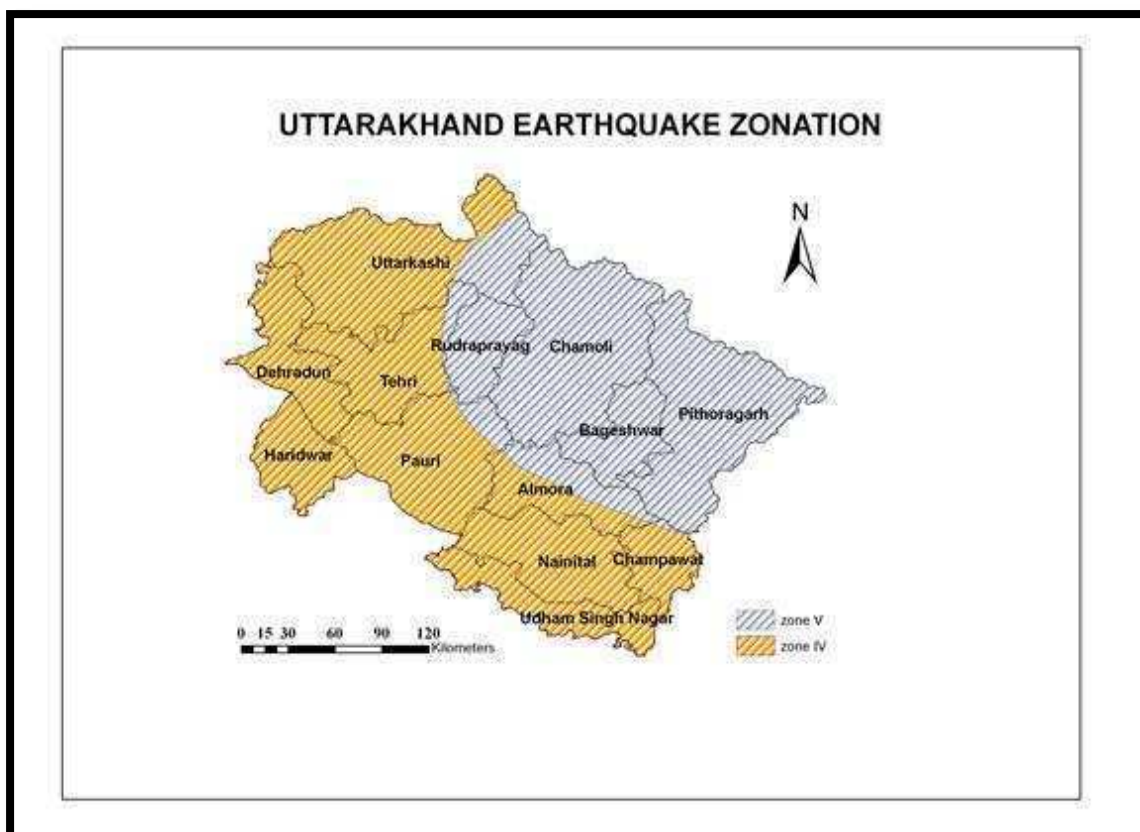 UTTARAKHAND EARTHQUAKE ZONATION
N
Uttarkashi
Rudraprayag
Chamoli
Dehradun
Tehri
Pithoragarh
Bageshwar
Haridwar
Pauri
Almora
Nainital
Champawat
Udham Singh Nagar
zone V
zone IV
0 15 30 60 90 120
Kilometers